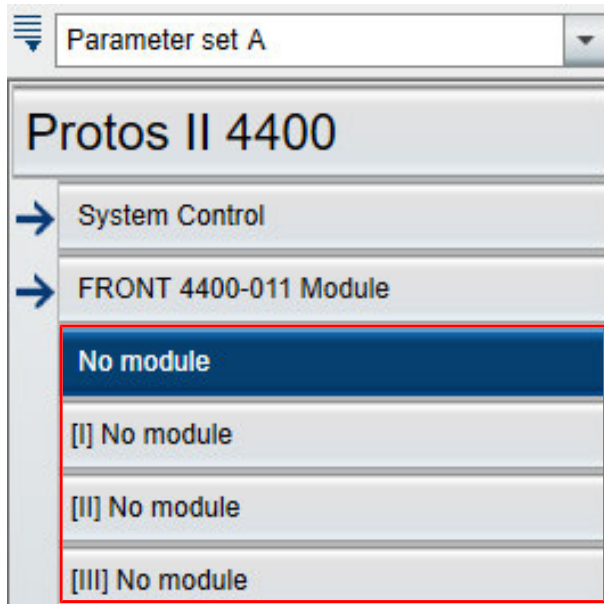 Parameter set A
Protos II 4400
System Control
FRONT 4400-011 Module
No module
[I] No module
[II] No module
[III] No module